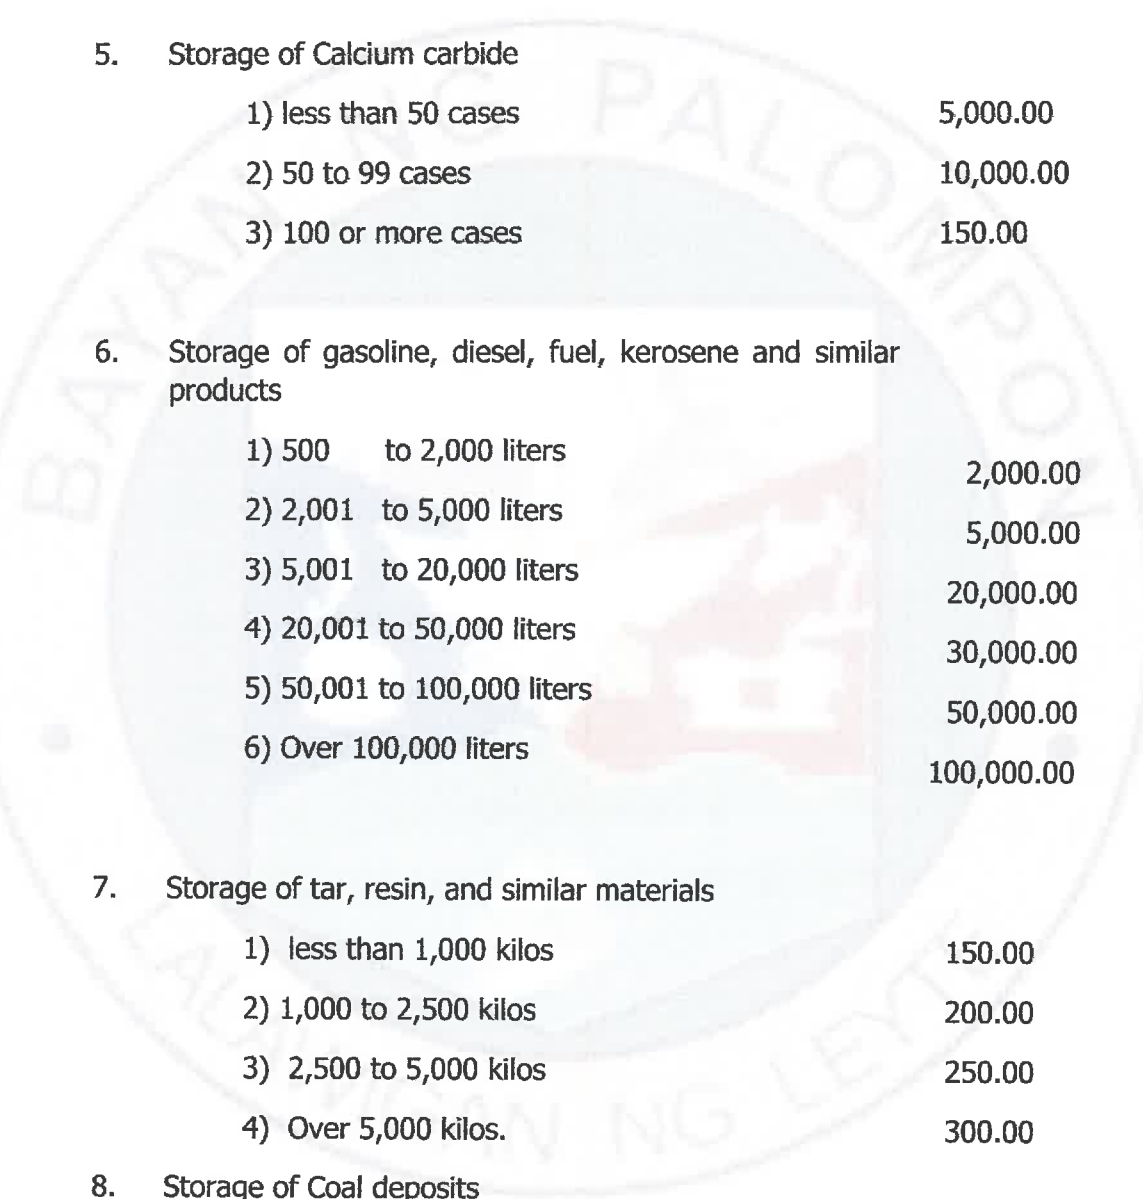 5. Storage of Calcium carbide
1) less than 50 cases 5,000.00
2) 50 to 99 cases 10,000.00
3) 100 or more cases 150.00
6. Storage of gasoline, diesel, fuel, kerosene and similar
products
1) 500 to 2,000 liters 2,000.00
2) 2,001 to 5,000 liters 5,000.00
3) 5,001 to 20,000 liters 20,000.00
4) 20,001 to 50,000 liters 30,000.00
5) 50,001 to 100,000 liters 50,000.00
6) Over 100,000 liters 100,000.00
7. Storage of tar, resin, and similar materials
1) less than 1,000 kilos 150.00
2) 1,000 to 2,500 kilos 200.00
3) 2,500 to 5,000 kilos 250.00
4) Over 5,000 kilos. 300.00
8. Storage of Coal deposits
BAYAN NG PALOMPON
LALAWIGAN NG LEYTE